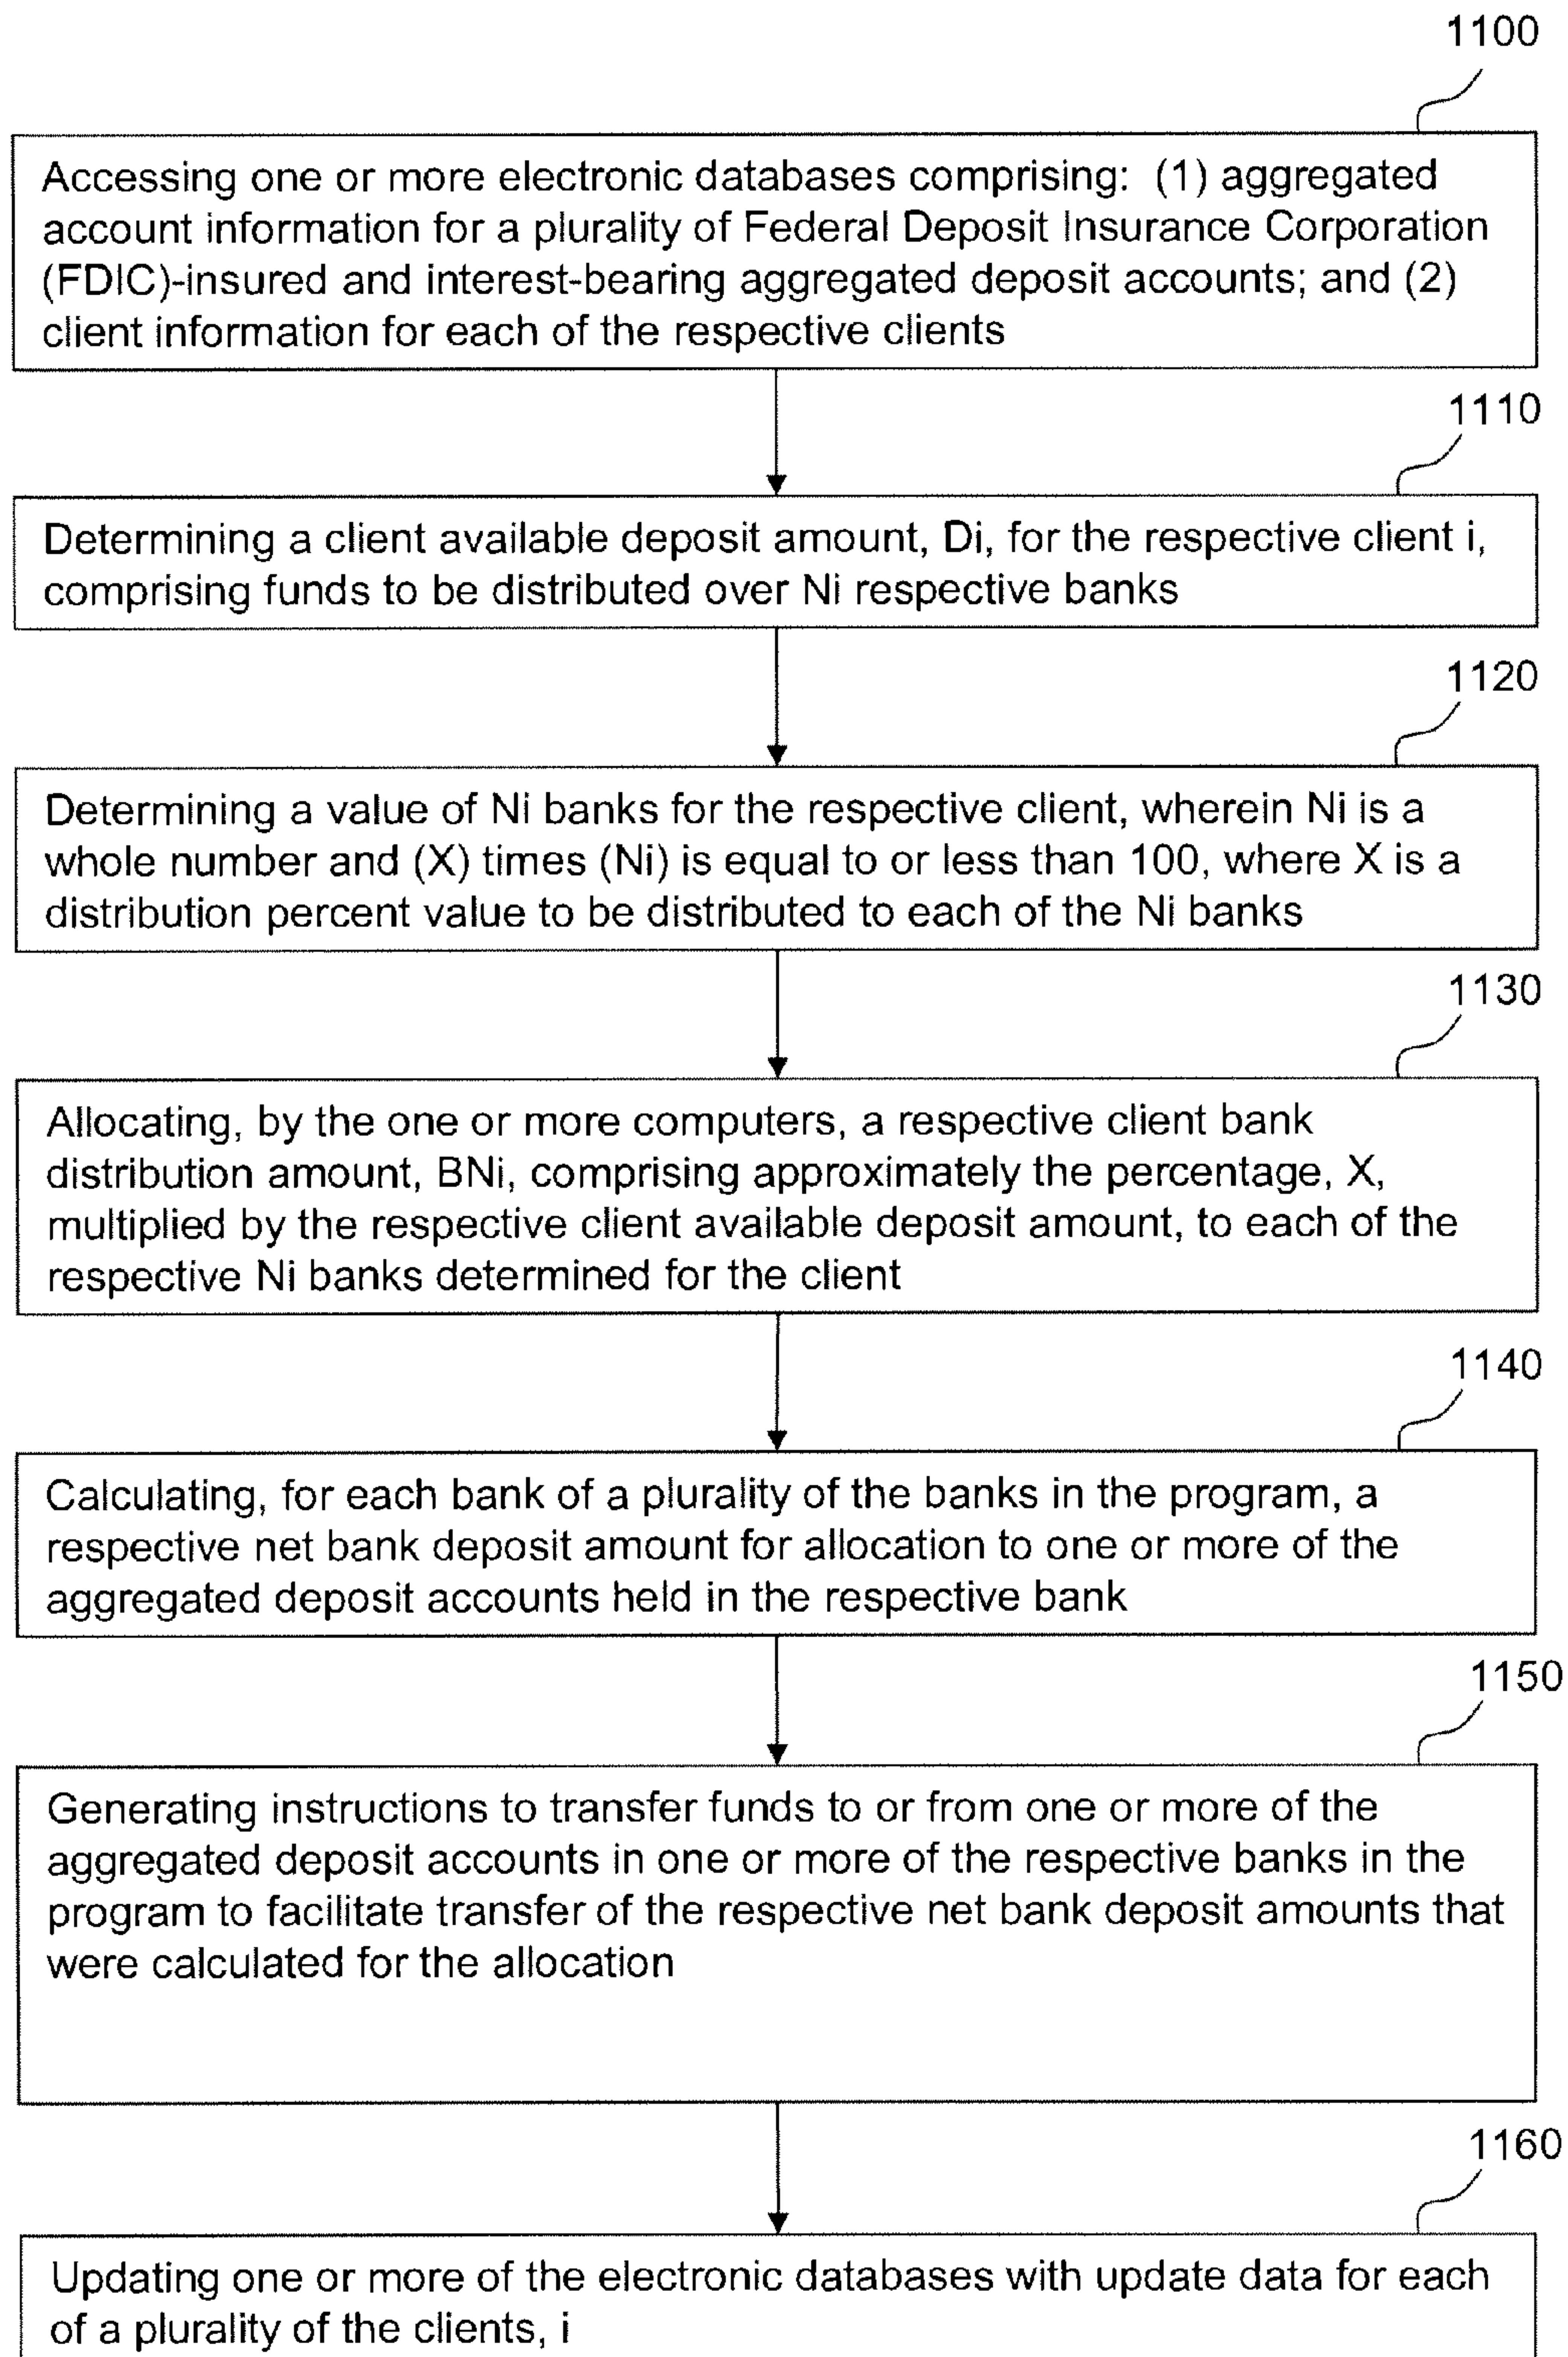 1100
Accessing one or more electronic databases comprising: (1) aggregated
account information for a plurality of Federal Deposit Insurance Corporation
(FDIC)-insured and interest-bearing aggregated deposit accounts; and (2)
client information for each of the respective clients
1110
Determining a client available deposit amount, Di, for the respective client i,
comprising funds to be distributed over Ni respective banks
1120
Determining a value of Ni banks for the respective client, wherein Ni is a
whole number and (X) times (Ni) is equal to or less than 100, where X is a
distribution percent value to be distributed to each of the Ni banks
1130
Allocating, by the one or more computers, a respective client bank
distribution amount, BNi, comprising approximately the percentage, X,
multiplied by the respective client available deposit amount, to each of the
respective Ni banks determined for the client
1140
Calculating, for each bank of a plurality of the banks in the program, a
respective net bank deposit amount for allocation to one or more of the
aggregated deposit accounts held in the respective bank
1150
Generating instructions to transfer funds to or from one or more of the
aggregated deposit accounts in one or more of the respective banks in the
program to facilitate transfer of the respective net bank deposit amounts that
were calculated for the allocation
1160
Updating one or more of the electronic databases with update data for each
of a plurality of the clients, i